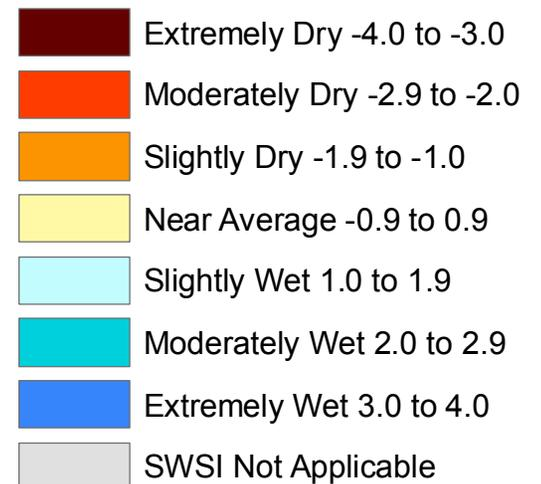 Extremely Dry -4.0 to -3.0
Moderately Dry -2.9 to -2.0
Slightly Dry -1.9 to -1.0
Near Average -0.9 to 0.9
Slightly Wet 1.0 to 1.9
Moderately Wet 2.0 to 2.9
Extremely Wet 3.0 to 4.0
SWSI Not Applicable